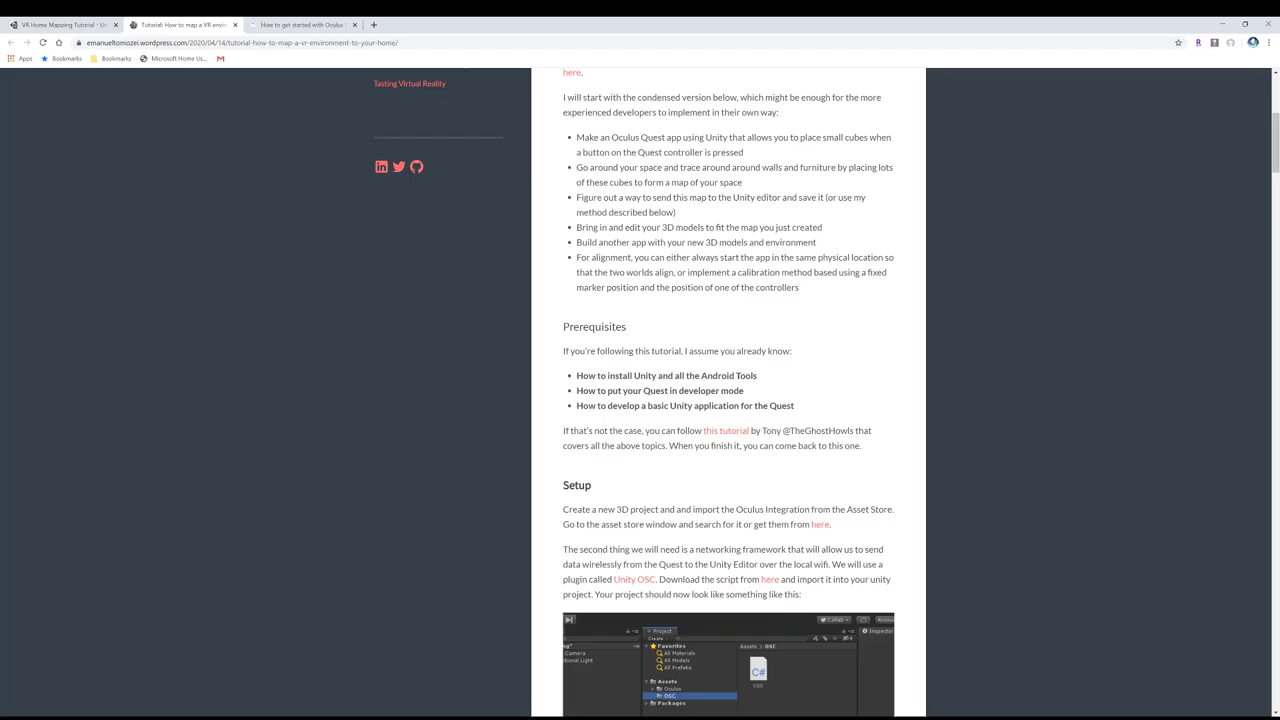 VR Home Mapping Tutorial - Un
Tutorial: How to map a VR envir
How to get started with Oculus
emanueltomozei.wordpress.com/2020/04/14/tutorial-how-to-map-a-vr-environment-to-your-home/
Apps
Bookmarks
Bookmarks
Microsoft Home Us...
Tasting Virtual Reality
here.
I will start with the condensed version below, which might be enough for the more
experienced developers to implement in their own way:
Make an Oculus Quest app using Unity that allows you to place small cubes when
a button on the Quest controller is pressed
Go around your space and trace around around walls and furniture by placing lots
of these cubes to form a map of your space
Figure out a way to send this map to the Unity editor and save it (or use my
method described below)
Bring in and edit your 3D models to fit the map you just created
Build another app with your new 3D models and environment
For alignment, you can either always start the app in the same physical location so
that the two worlds align, or implement a calibration method based using a fixed
marker position and the position of one of the controllers
Prerequisites
If you're following this tutorial, I assume you already know:
How to install Unity and all the Android Tools
How to put your Quest in developer mode
How to develop a basic Unity application for the Quest
If that's not the case, you can follow this tutorial by Tony @TheGhostHowls that
covers all the above topics. When you finish it, you can come back to this one.
Setup
Create a new 3D project and and import the Oculus Integration from the Asset Store.
Go to the asset store window and search for it or get them from here.
The second thing we will need is a networking framework that will allow us to send
data wirelessly from the Quest to the Unity Editor over the local wifi. We will use a
plugin called Unity OSC. Download the script from here and import it into your unity
project. Your project should now look like something like this:
Collab
Accou
Project
Inspector
Create
Favorites
Assets
OSC
Camera
All Materials
ctional Light
All Models
All Prefabs
C#
OSC
Assets
Oculus
OSC
Packages